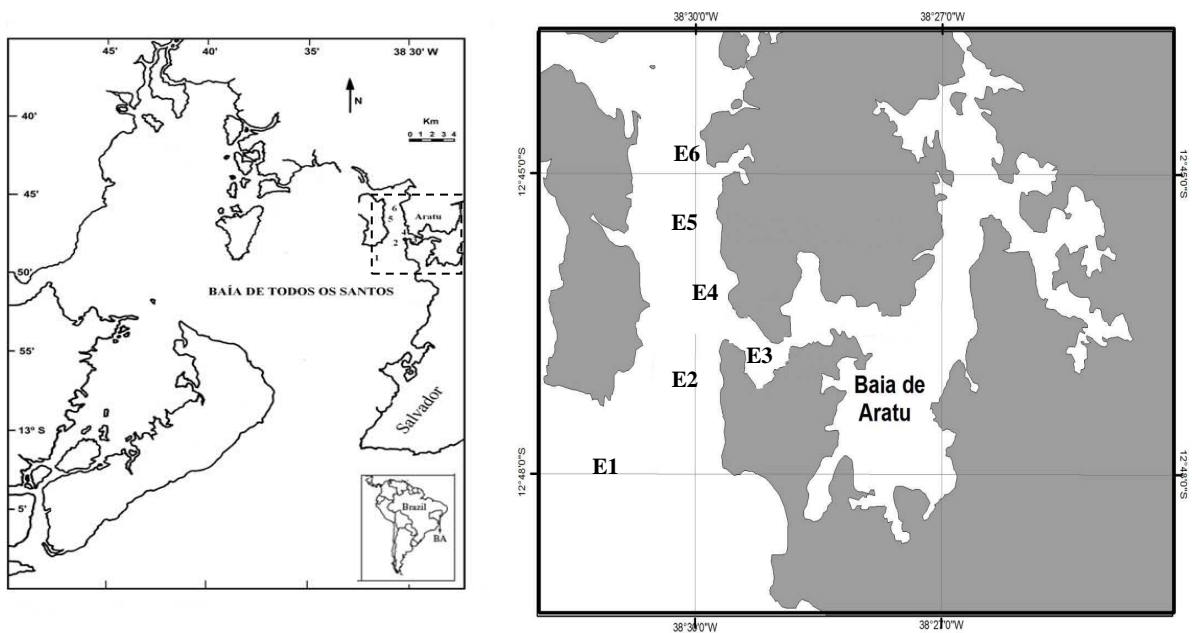 45'
40'
35'
38 30' W
N
Km
0 1 2 3 4
40'
45'
50'
55'
13º S
5'
6
5
Aratu
4
2
1
BAÍA DE TODOS OS SANTOS
Salvador
Brazil
BA
38°30'0"W
38°27'0"W
12°45'0"S
12°45'0"S
E6
E5
E4
E3
E2
Baia de
Aratu
E1
12°48'0"S
12°48'0"S
38°30'0"W
38°27'0"W